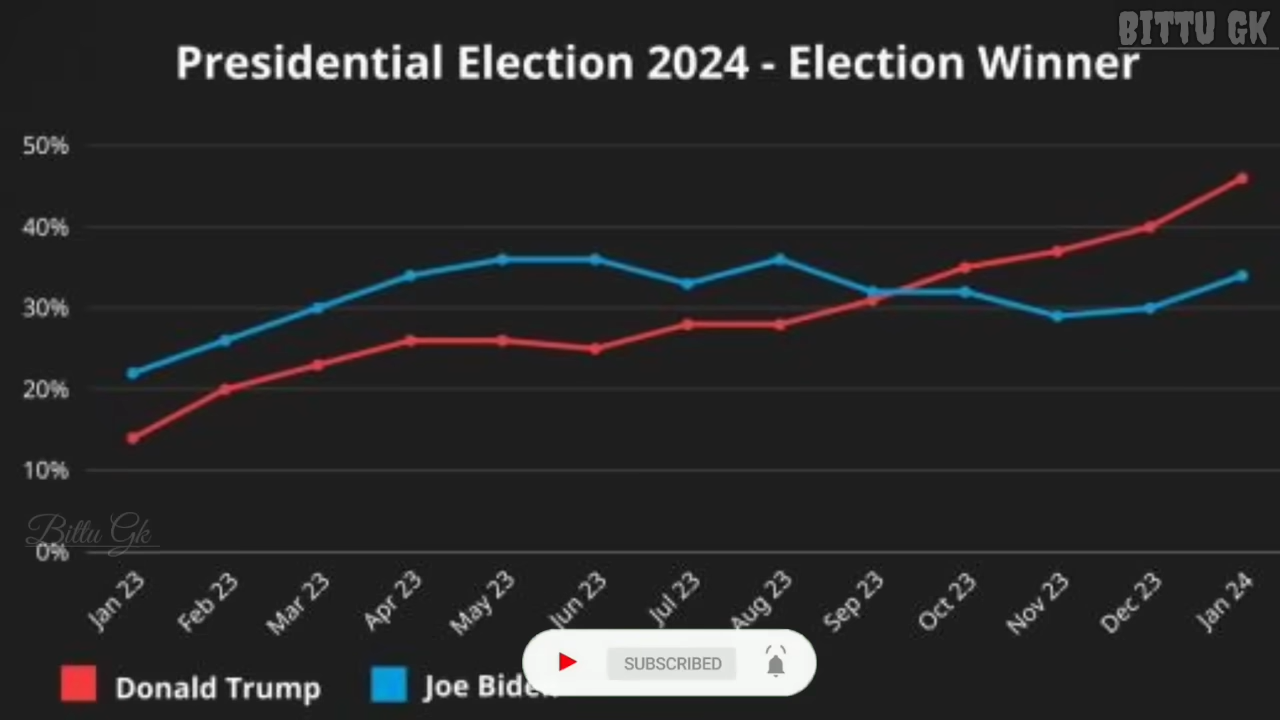 BITTU GK
Presidential Election 2024 - Election Winner
50%
40%
30%
20%
10%
Bittu Gk
0%
Jan 23
Feb 23
Mar 23
Apr 23
May 23
Jun 23
Jul 23
Aug 23
Sep 23
Oct 23
Nov 23
Dec 23
Jan 24
SUBSCRIBED
Donald Trump
Joe Biden